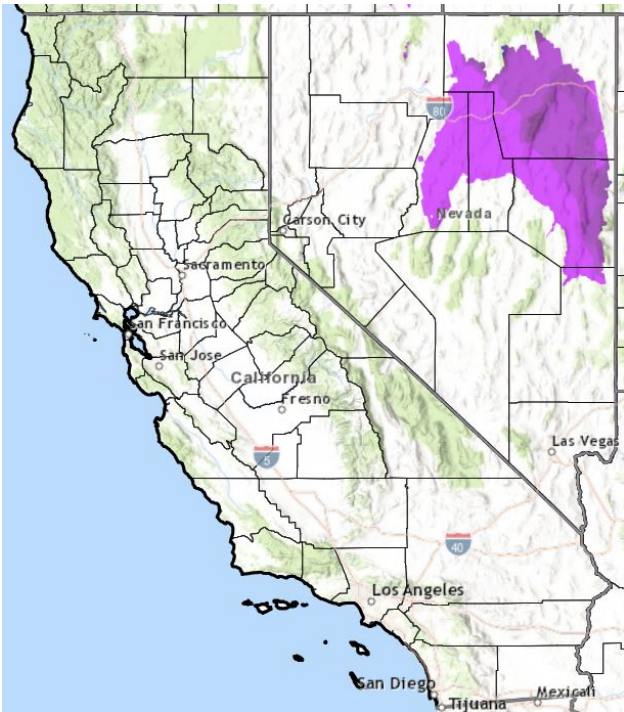 80
Nevada
Carson City
Sacramento
San Francisco
San Jose
California
Fresno
5
Las Vegas
40
Los Angeles
San Diego
Tijuana
Mexicali